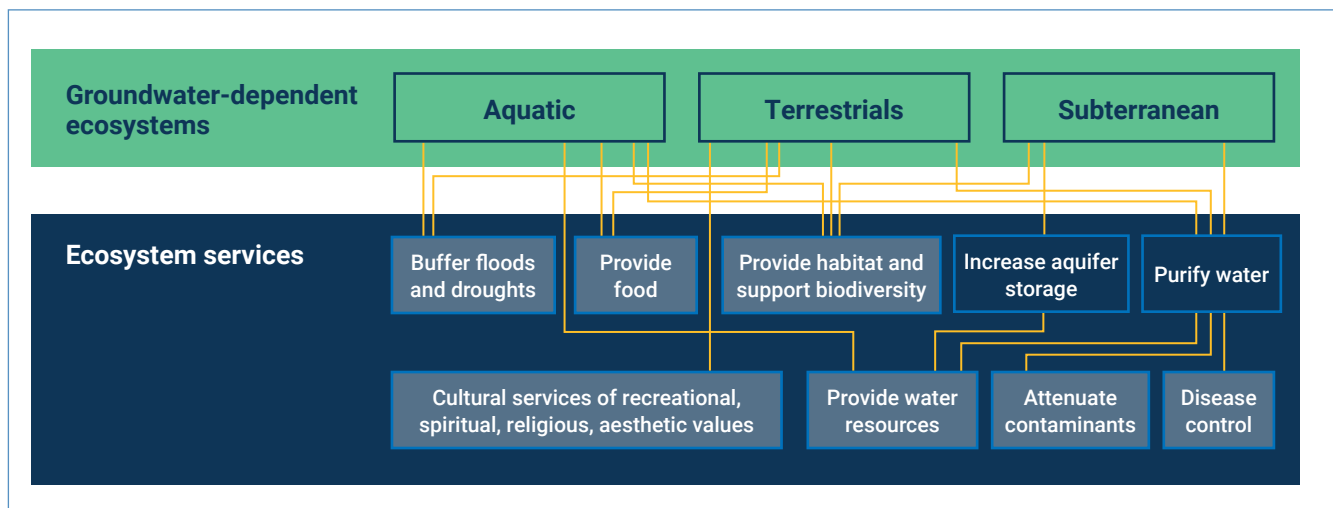 Groundwater-dependent
ecosystems
Aquatic
Terrestrials
Subterranean
Ecosystem services
Buffer floods
and droughts
Provide
food
Provide habitat and
support biodiversity
Increase aquifer
storage
Purify water
Cultural services of recreational,
spiritual, religious, aesthetic values
Provide water
resources
Attenuate
contaminants
Disease
control